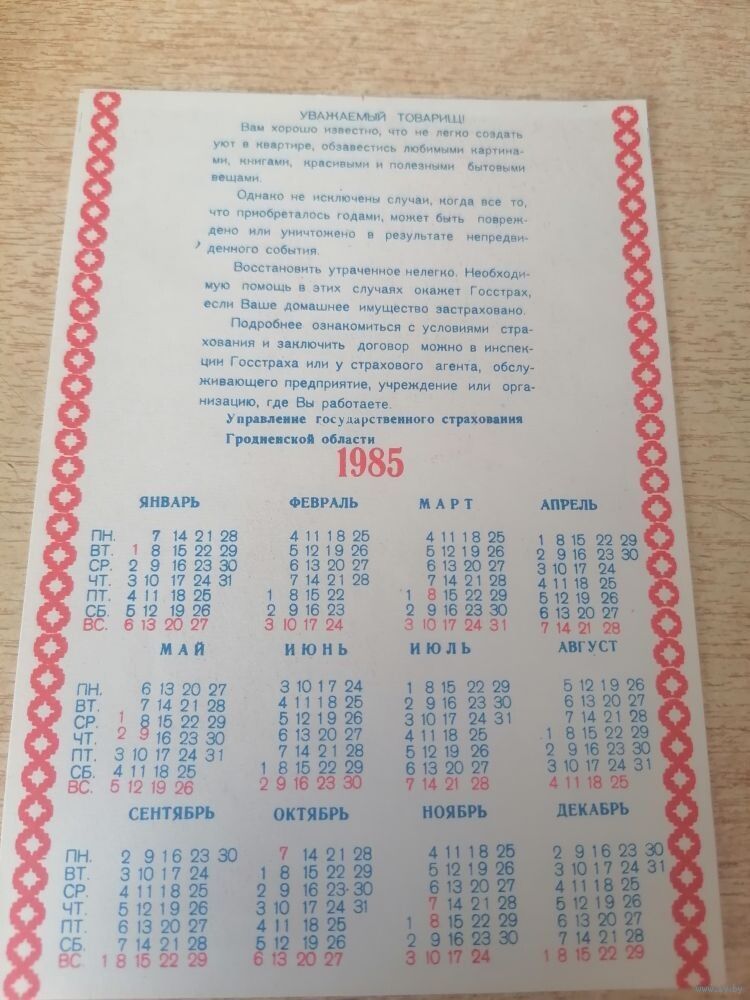 УВАЖАЕМЫЙ ТОВАРИЩ!
Вам хорошо известно, что не легко создать
уют в квартире, обзавестись любимыми картина-
ми, книгами, красивыми и полезными бытовыми
вещами.
Однако не исключены случаи, когда все то,
что приобреталось годами, может быть повреж-
дено или уничтожено в результате непредви-
денного события.
Восстановить утраченное нелегко. Необходи-
мую помощь в этих случаях окажет Госстрах,
если Ваше домашнее имущество застраховано.
Подробнее ознакомиться с условиями стра-
хования и заключить договор можно в инспек-
ции Госстраха или у страхового агента, обслу-
живающего предприятие, учреждение или орга-
низацию, где Вы работаете.
Управление государственного страхования
Гродненской области
1985
ЯНВАРЬ ФЕВРАЛЬ МАРТ АПРЕЛЬ
ПН. 7 14 21 28 4 11 18 25 4 11 18 25 1 8 15 22 29
ВТ. 1 8 15 22 29 5 12 19 26 5 12 19 26 2 9 16 23 30
СР. 2 9 16 23 30 6 13 20 27 6 13 20 27 3 10 17 24
ЧТ. 3 10 17 24 31 7 14 21 28 7 14 21 28 4 11 18 25
ПТ. 4 11 18 25 1 8 15 22 1 8 15 22 29 5 12 19 26
СБ. 5 12 19 26 2 9 16 23 2 9 16 23 30 6 13 20 27
ВС. 6 13 20 27 3 10 17 24 3 10 17 24 31 7 14 21 28
МАЙ ИЮНЬ ИЮЛЬ АВГУСТ
ПН. 6 13 20 27 3 10 17 24 1 8 15 22 29 5 12 19 26
ВТ. 7 14 21 28 4 11 18 25 2 9 16 23 30 6 13 20 27
СР. 1 8 15 22 29 5 12 19 26 3 10 17 24 31 7 14 21 28
ЧТ. 2 9 16 23 30 6 13 20 27 4 11 18 25 1 8 15 22 29
ПТ. 3 10 17 24 31 7 14 21 28 5 12 19 26 2 9 16 23 30
СБ. 4 11 18 25 1 8 15 22 29 6 13 20 27 3 10 17 24 31
ВС. 5 12 19 26 2 9 16 23 30 7 14 21 28 4 11 18 25
СЕНТЯБРЬ ОКТЯБРЬ НОЯБРЬ ДЕКАБРЬ
ПН. 2 9 16 23 30 7 14 21 28 4 11 18 25 2 9 16 23 30
ВТ. 3 10 17 24 1 8 15 22 29 5 12 19 26 3 10 17 24 31
СР. 4 11 18 25 2 9 16 23 30 6 13 20 27 4 11 18 25
ЧТ. 5 12 19 26 3 10 17 24 31 7 14 21 28 5 12 19 26
ПТ. 6 13 20 27 4 11 18 25 1 8 15 22 29 6 13 20 27
СБ. 7 14 21 28 5 12 19 26 2 9 16 23 30 7 14 21 28
ВС. 1 8 15 22 29 6 13 20 27 3 10 17 24 1 8 15 22 29
www.ay.by